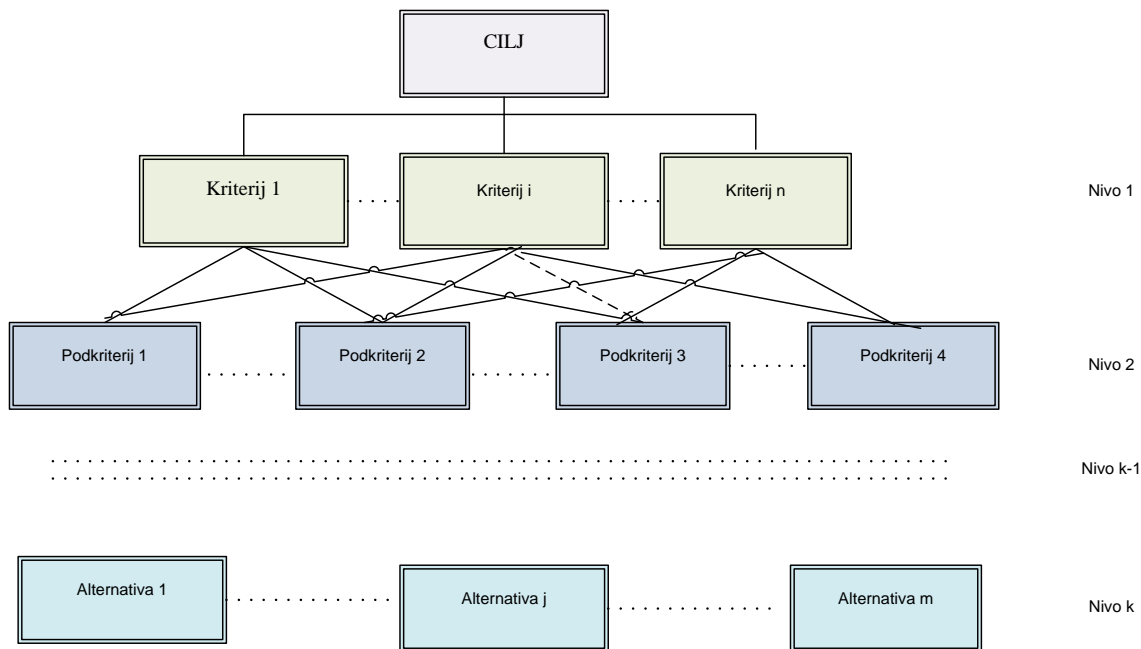 CILJ
Kriterij 1
Kriterij i
Kriterij n
Nivo 1
Podkriterij 1
Podkriterij 2
Podkriterij 3
Podkriterij 4
Nivo 2
Nivo k-1
Alternativa 1
Alternativa j
Alternativa m
Nivo k